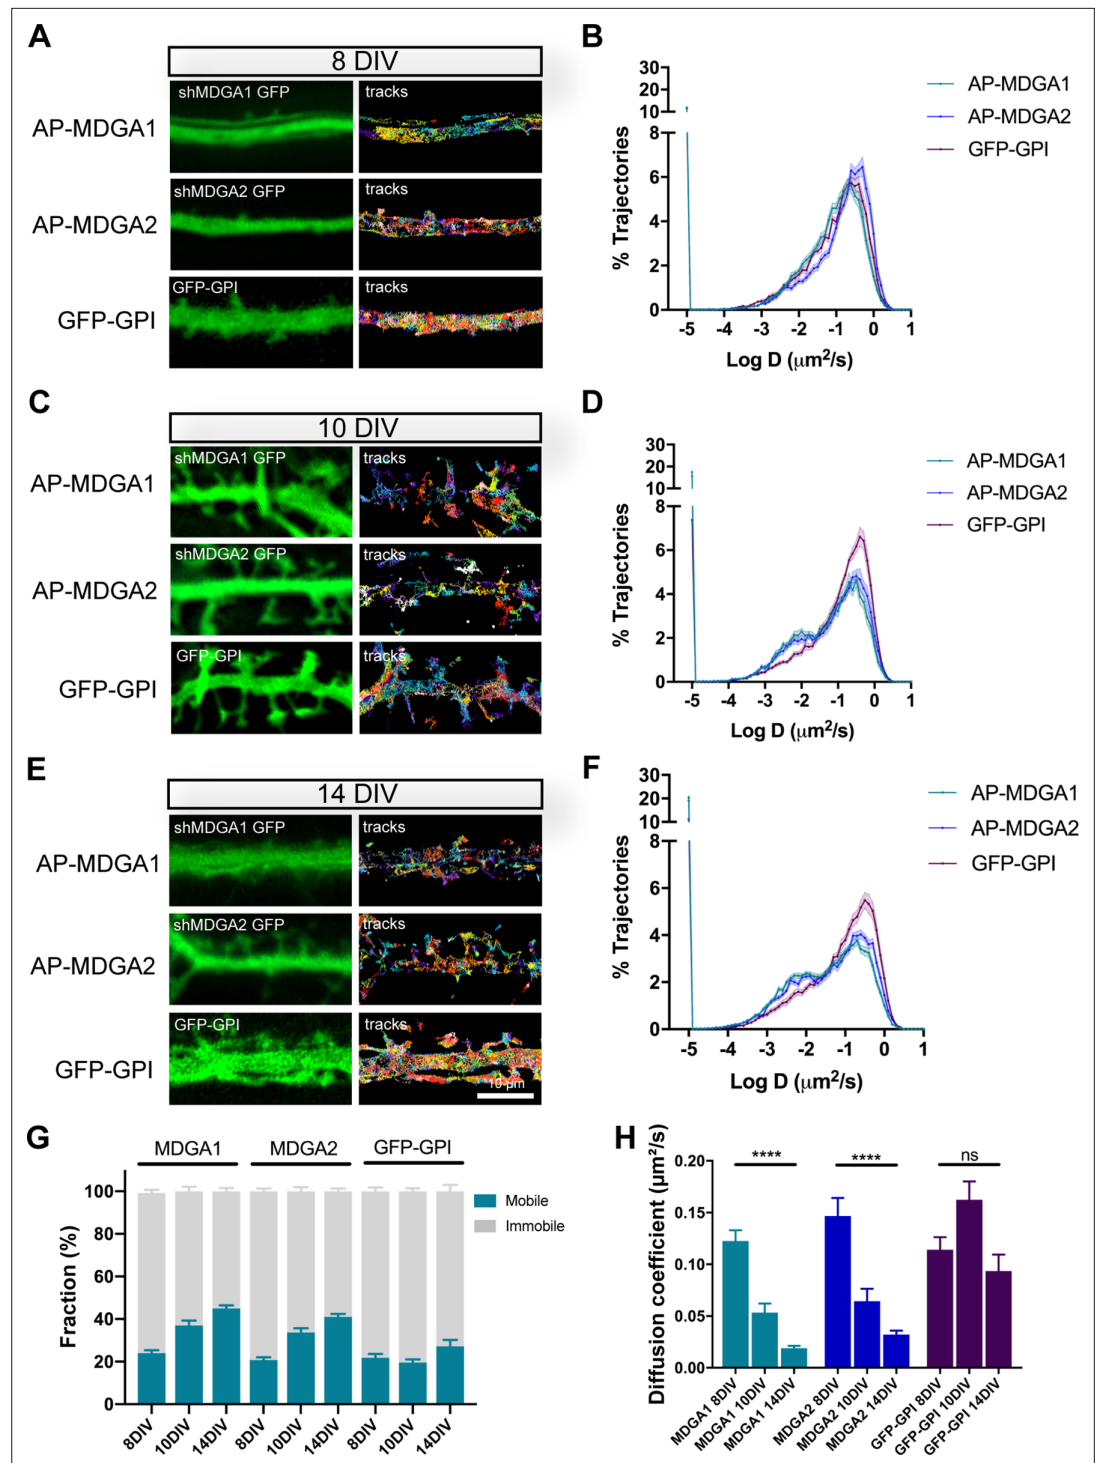 A
8 DIV
shMDGA1 GFP
tracks
AP-MDGA1
shMDGA2 GFP
tracks
AP-MDGA2
GFP-GPI
tracks
GFP-GPI
B
30
20
10
8
6
4
2
0
% Trajectories
-5 -4 -3 -2 -1 0 1
Log D (μm²/s)
AP-MDGA1
AP-MDGA2
GFP-GPI
C
10 DIV
shMDGA1 GFP
tracks
AP-MDGA1
shMDGA2 GFP
tracks
AP-MDGA2
GFP-GPI
tracks
GFP-GPI
D
30
20
10
8
6
4
2
0
% Trajectories
-5 -4 -3 -2 -1 0 1
Log D (μm²/s)
AP-MDGA1
AP-MDGA2
GFP-GPI
E
14 DIV
shMDGA1 GFP
tracks
AP-MDGA1
shMDGA2 GFP
tracks
AP-MDGA2
GFP-GPI
tracks
GFP-GPI
10 μm
F
30
20
10
8
6
4
2
0
% Trajectories
-5 -4 -3 -2 -1 0 1
Log D (μm²/s)
AP-MDGA1
AP-MDGA2
GFP-GPI
G
MDGA1 MDGA2 GFP-GPI
100
80
60
40
20
0
Fraction (%)
Mobile
Immobile
8DIV 10DIV 14DIV 8DIV 10DIV 14DIV 8DIV 10DIV 14DIV
H
**** **** ns
0.20
0.15
0.10
0.05
0.00
Diffusion coefficient (μm²/s)
MDGA1 8DIV
MDGA1 10DIV
MDGA1 14DIV
MDGA2 8DIV
MDGA2 10DIV
MDGA2 14DIV
GFP-GPI 8DIV
GFP-GPI 10DIV
GFP-GPI 14DIV